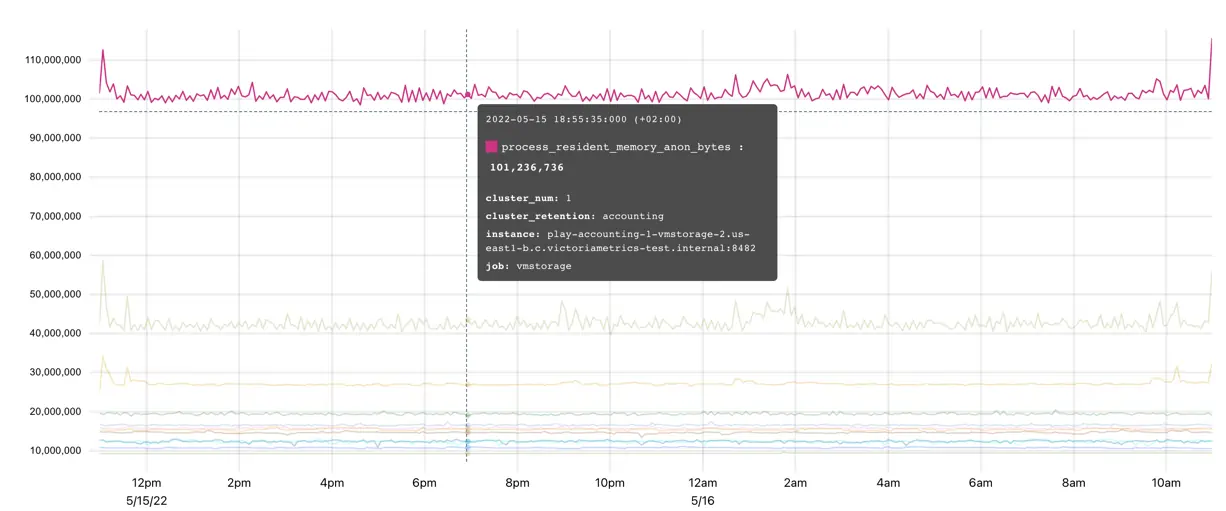 110,000,000
100,000,000
90,000,000
80,000,000
70,000,000
60,000,000
50,000,000
40,000,000
30,000,000
20,000,000
10,000,000
2022-05-15 18:55:35:000 (+02:00)
process_resident_memory_anon_bytes :
101,236,736
cluster_num: 1
cluster_retention: accounting
instance: play-accounting-1-vmstorage-2.us-
east1-b.c.victoriametrics-test.internal:8482
job: vmstorage
12pm 2pm 4pm 6pm 8pm 10pm 12am 2am 4am 6am 8am 10am
5/15/22 5/16